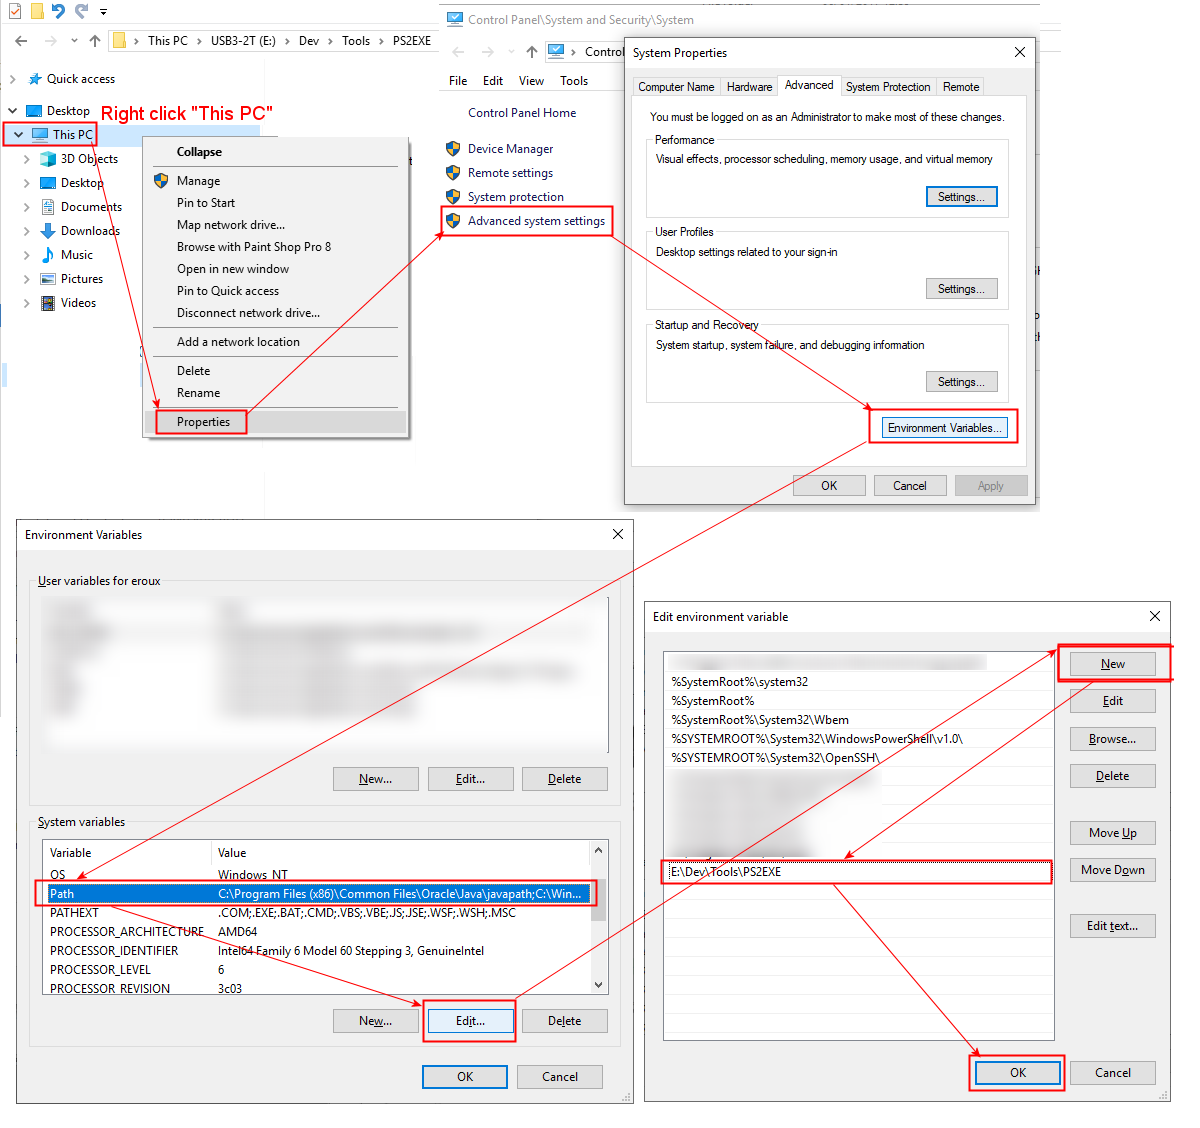 This PC > USB3-2T (E:) > Dev > Tools > PS2EXE
Quick access
Desktop
Right click "This PC"
This PC
3D Objects
Desktop
Documents
Downloads
Music
Pictures
Videos
Collapse
Manage
Pin to Start
Map network drive...
Browse with Paint Shop Pro 8
Open in new window
Pin to Quick access
Disconnect network drive...
Add a network location
Delete
Rename
Properties
Control Panel\System and Security\System
Control
File Edit View Tools
Control Panel Home
Device Manager
Remote settings
System protection
Advanced system settings
System Properties
Computer Name Hardware Advanced System Protection Remote
You must be logged on as an Administrator to make most of these changes.
Performance
Visual effects, processor scheduling, memory usage, and virtual memory
Settings...
User Profiles
Desktop settings related to your sign-in
Settings...
Startup and Recovery
System startup, system failure, and debugging information
Settings...
Environment Variables...
OK Cancel Apply
Environment Variables
User variables for eroux
New... Edit... Delete
System variables
Variable Value
OS Windows_NT
Path C:\Program Files (x86)\Common Files\Oracle\Java\javapath;C:\Win...
PATHEXT .COM;.EXE;.BAT;.CMD;.VBS;.VBE;.JS;.JSE;.WSF;.WSH;.MSC
PROCESSOR_ARCHITECTURE AMD64
PROCESSOR_IDENTIFIER Intel64 Family 6 Model 60 Stepping 3, GenuineIntel
PROCESSOR_LEVEL 6
PROCESSOR_REVISION 3c03
New... Edit... Delete
OK Cancel
Edit environment variable
%SystemRoot%\system32
%SystemRoot%
%SystemRoot%\System32\Wbem
%SYSTEMROOT%\System32\WindowsPowerShell\v1.0\
%SYSTEMROOT%\System32\OpenSSH\
E:\Dev\Tools\PS2EXE
New
Edit
Browse...
Delete
Move Up
Move Down
Edit text...
OK Cancel